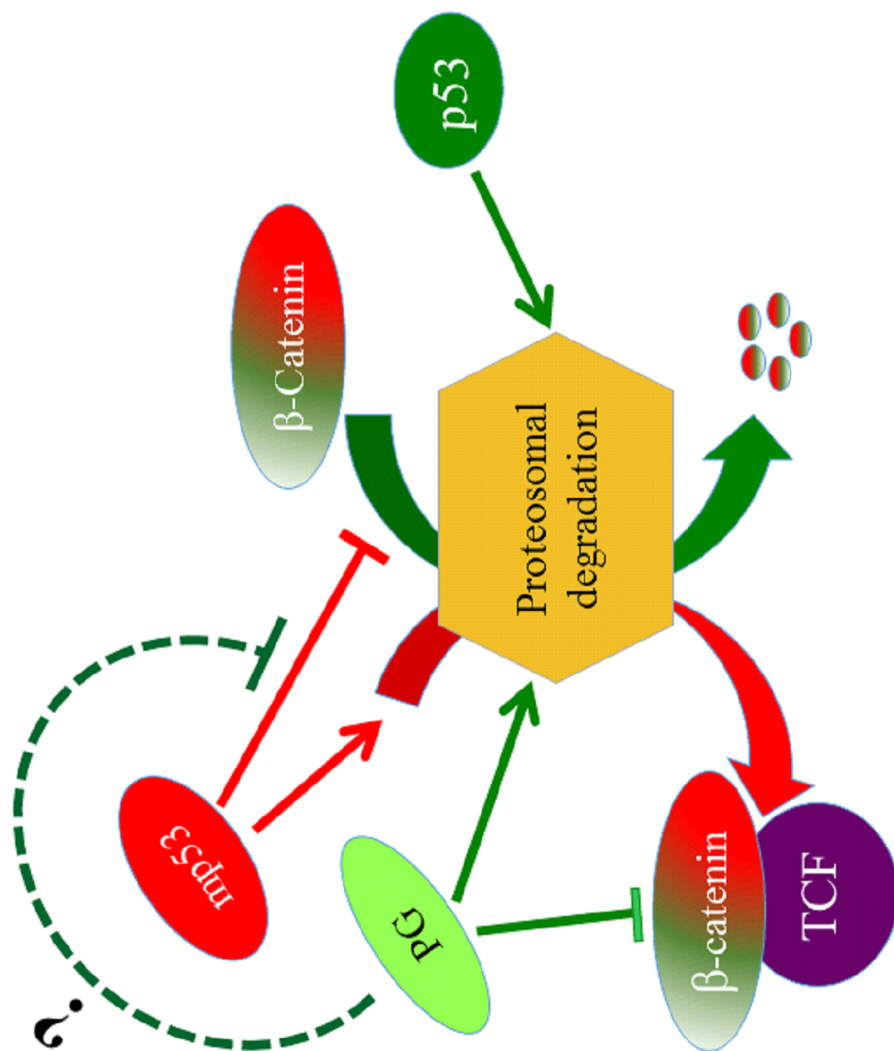 ?
mp53
β-Catenin
PG
p53
Proteosomal
degradation
β-catenin
TCF